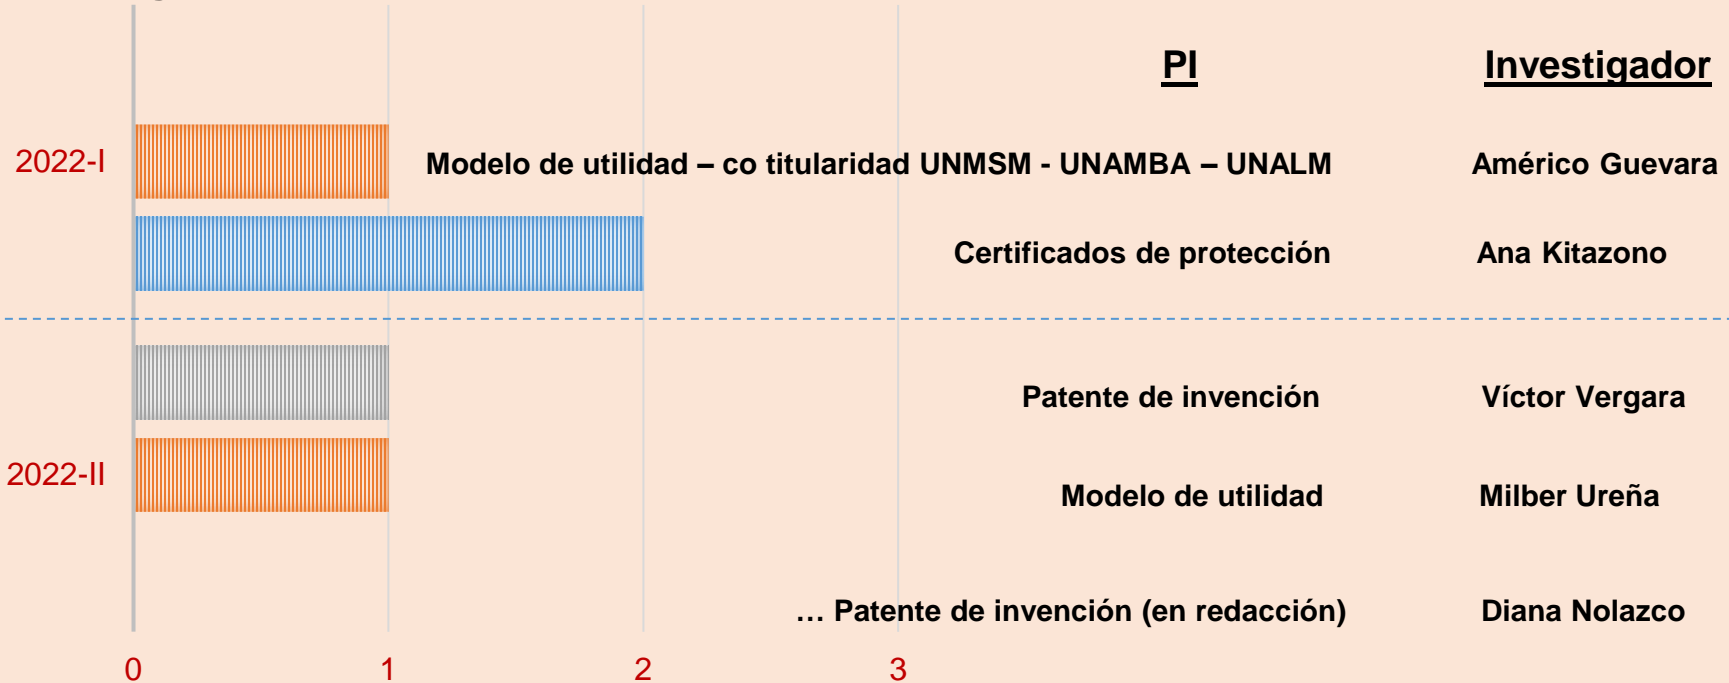 PI Investigador
2022-I Modelo de utilidad – co titularidad UNMSM - UNAMBA – UNALM Américo Guevara
Certificados de protección Ana Kitazono
Patente de invención Víctor Vergara
2022-II Modelo de utilidad Milber Ureña
... Patente de invención (en redacción) Diana Nolazco
0 1 2 3